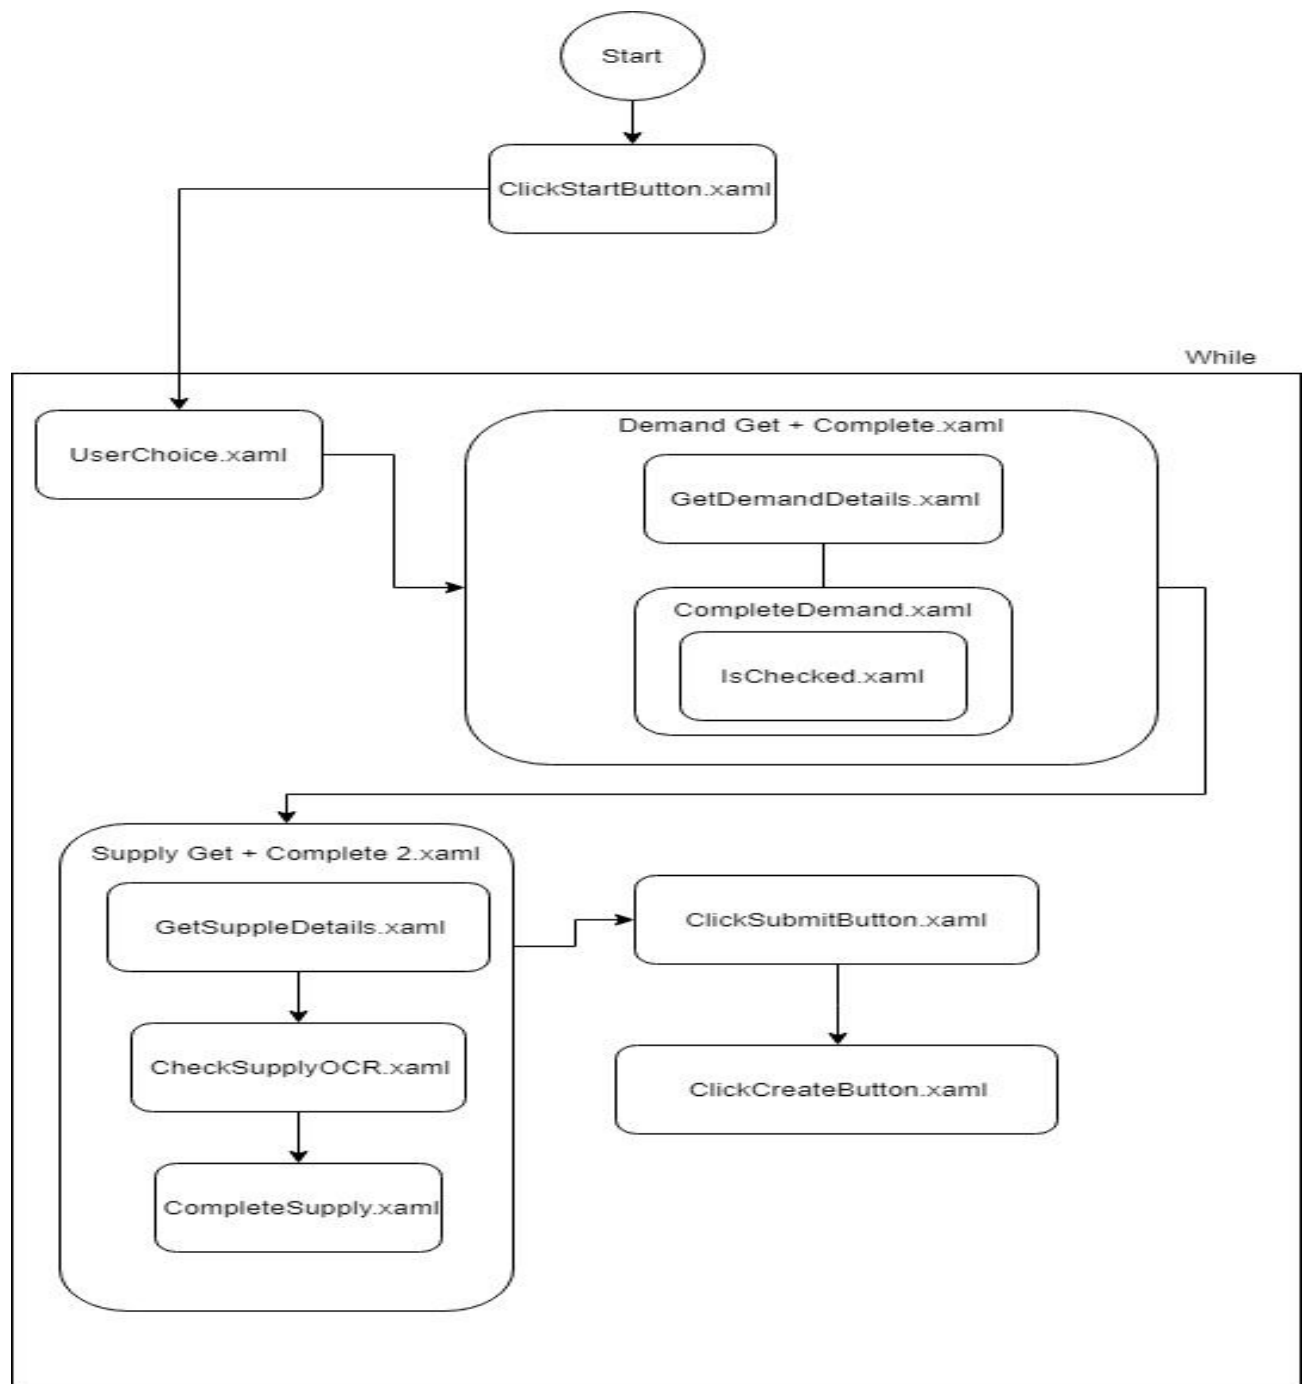 Start
ClickStartButton.xaml
While
UserChoice.xaml
Demand Get + Complete.xaml
GetDemandDetails.xaml
CompleteDemand.xaml
IsChecked.xaml
Supply Get + Complete 2.xaml
GetSuppleDetails.xaml
CheckSupplyOCR.xaml
CompleteSupply.xaml
ClickSubmitButton.xaml
ClickCreateButton.xaml